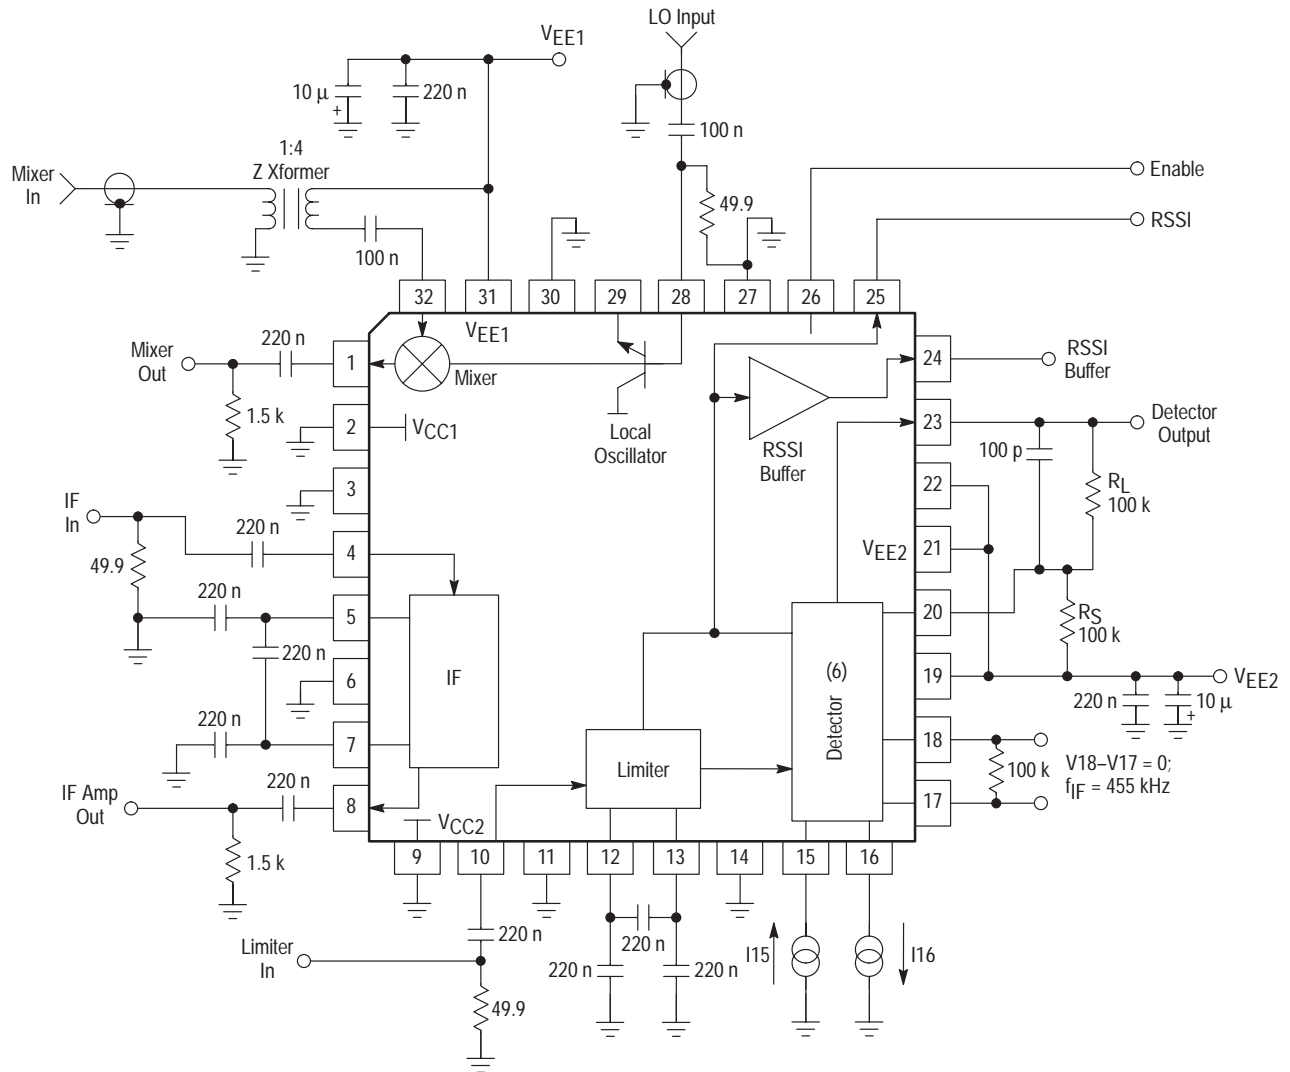 LO Input
VEE1
10 μ
+
220 n
100 n
1:4
Z Xformer
Mixer
In
Enable
49.9
RSSI
100 n
32
31
30
29
28
27
26
25
VEE1
220 n
Mixer
Out
1
Mixer
24
RSSI
Buffer
1.5 k
2
VCC1
Local
Oscillator
RSSI
Buffer
23
Detector
Output
100 p
3
22
RL
100 k
IF
In
220 n
4
VEE2
21
49.9
220 n
5
20
RS
100 k
220 n
IF
6
(6)
Detector
19
VEE2
220 n
10 μ
+
220 n
7
18
Limiter
100 k
V18–V17 = 0;
fIF = 455 kHz
220 n
IF Amp
Out
8
17
VCC2
1.5 k
9
10
11
12
13
14
15
16
220 n
220 n
Limiter
In
220 n
220 n
I15
I16
49.9